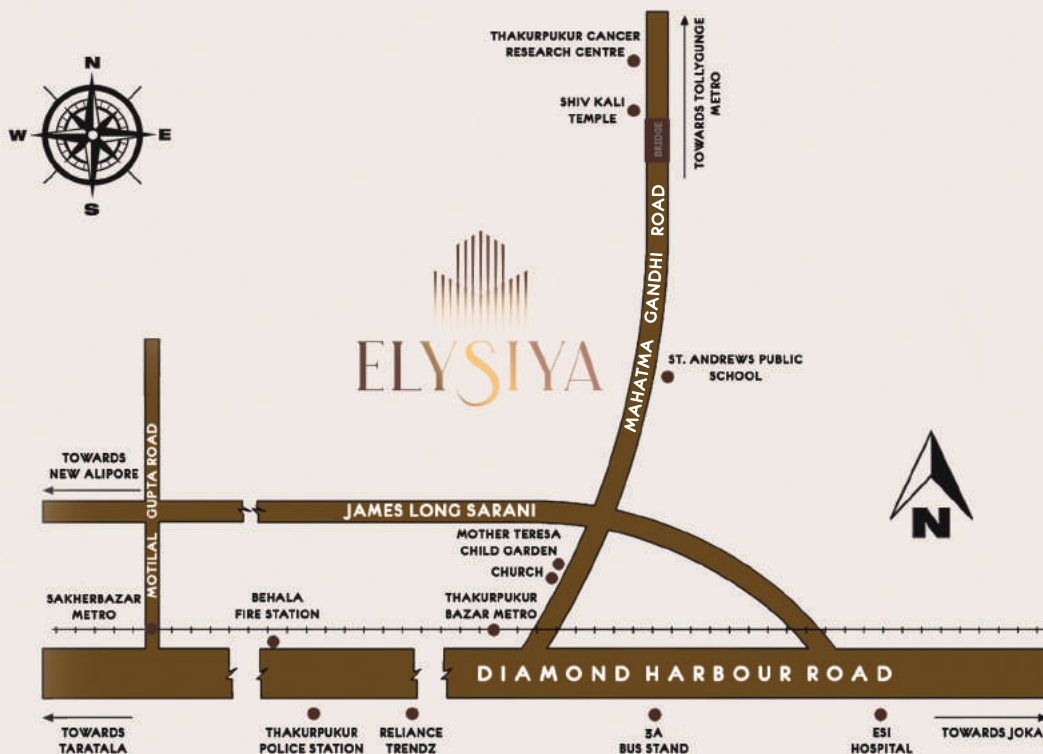 N
W
E
S
THAKURPUKUR CANCER
RESEARCH CENTRE
SHIV KALI
TEMPLE
BRIDGE
TOWARDS TOLLYGUNGE
METRO
MAHATMA GANDHI ROAD
ELYSIYA
ST. ANDREWS PUBLIC
SCHOOL
TOWARDS
NEW ALIPORE
MOTILAL GUPTA ROAD
JAMES LONG SARANI
N
MOTHER TERESA
CHILD GARDEN
CHURCH
SAKHERBAZAR
METRO
BEHALA
FIRE STATION
THAKURPUKUR
BAZAR METRO
DIAMOND HARBOUR ROAD
TOWARDS
TARATALA
THAKURPUKUR
POLICE STATION
RELIANCE
TRENDZ
3A
BUS STAND
ESI
HOSPITAL
TOWARDS JOKA